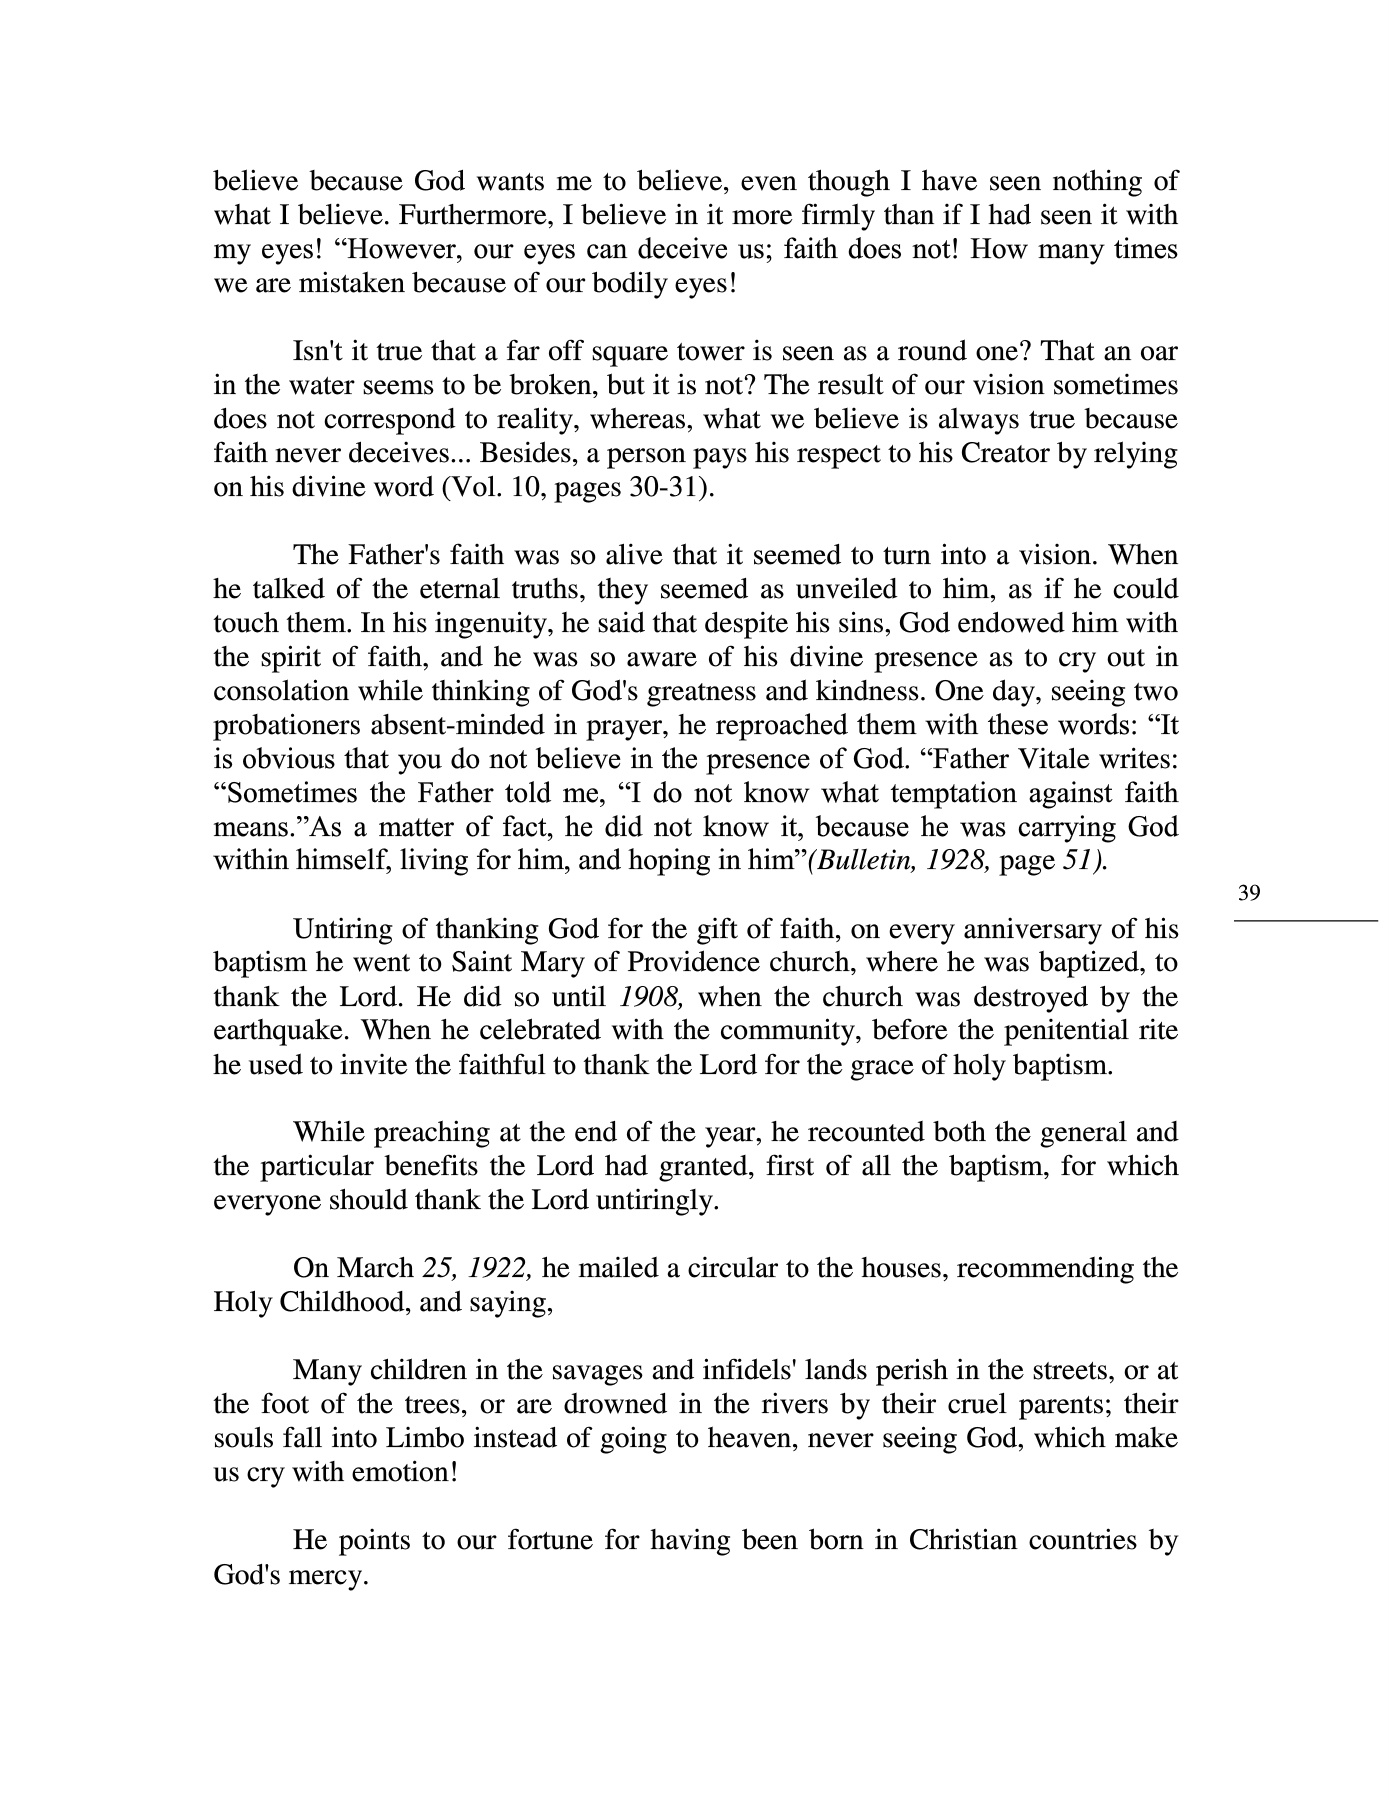 believe because God wants me to believe, even though I have seen nothing of
what I believe. Furthermore, I believe in it more firmly than if I had seen it with
my eyes! “However, our eyes can deceive us; faith does not! How many times
we are mistaken because of our bodily eyes!
Isn't it true that a far off square tower is seen as a round one? That an oar
in the water seems to be broken, but it is not? The result of our vision sometimes
does not correspond to reality, whereas, what we believe is always true because
faith never deceives... Besides, a person pays his respect to his Creator by relying
on his divine word (Vol. 10, pages 30-31).
The Father's faith was so alive that it seemed to turn into a vision. When
he talked of the eternal truths, they seemed as unveiled to him, as if he could
touch them. In his ingenuity, he said that despite his sins, God endowed him with
the spirit of faith, and he was so aware of his divine presence as to cry out in
consolation while thinking of God's greatness and kindness. One day, seeing two
probationers absent-minded in prayer, he reproached them with these words: “It
is obvious that you do not believe in the presence of God. “Father Vitale writes:
“Sometimes the Father told me, “I do not know what temptation against faith
means.”As a matter of fact, he did not know it, because he was carrying God
within himself, living for him, and hoping in him”(Bulletin, 1928, page 51).
39
Untiring of thanking God for the gift of faith, on every anniversary of his
baptism he went to Saint Mary of Providence church, where he was baptized, to
thank the Lord. He did so until 1908, when the church was destroyed by the
earthquake. When he celebrated with the community, before the penitential rite
he used to invite the faithful to thank the Lord for the grace of holy baptism.
While preaching at the end of the year, he recounted both the general and
the particular benefits the Lord had granted, first of all the baptism, for which
everyone should thank the Lord untiringly.
On March 25, 1922, he mailed a circular to the houses, recommending the
Holy Childhood, and saying,
Many children in the savages and infidels' lands perish in the streets, or at
the foot of the trees, or are drowned in the rivers by their cruel parents; their
souls fall into Limbo instead of going to heaven, never seeing God, which make
us cry with emotion!
He points to our fortune for having been born in Christian countries by
God's mercy.